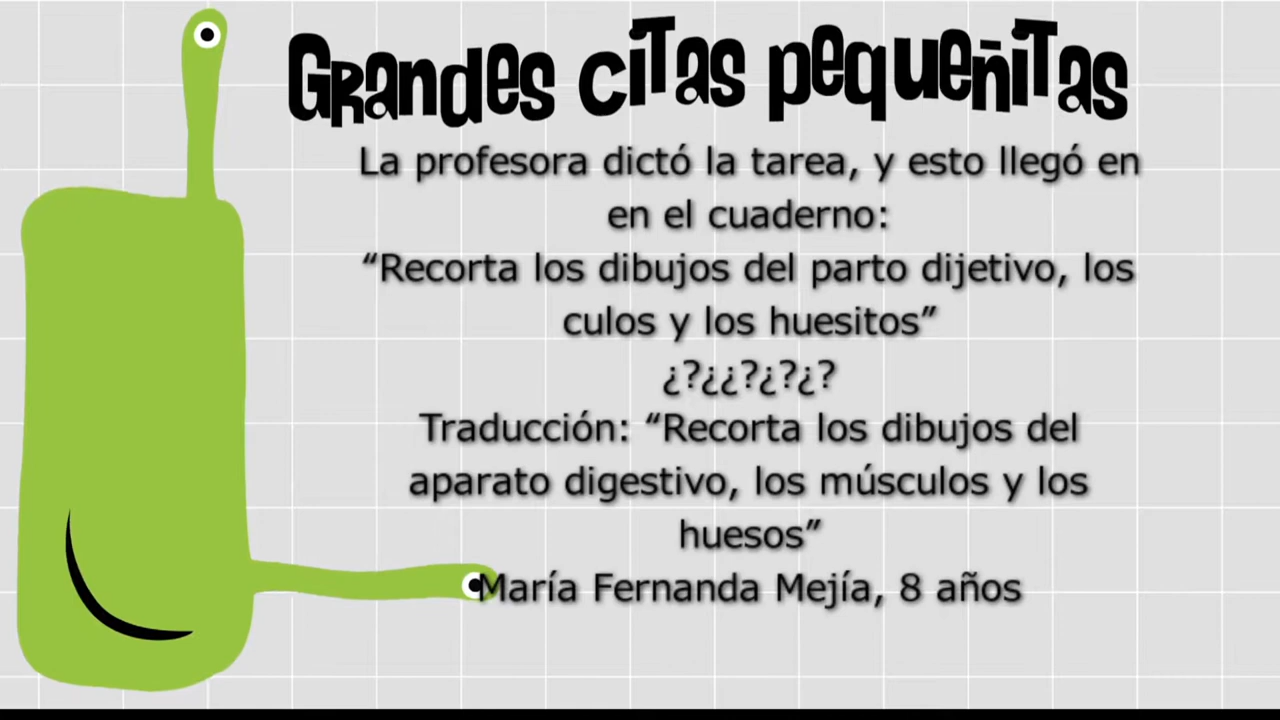 Grandes citas pequeñitas
La profesora dictó la tarea, y esto llegó en
en el cuaderno:
“Recorta los dibujos del parto dijetivo, los
culos y los huesitos”
¿?¿¿?¿?¿?
Traducción: “Recorta los dibujos del
aparato digestivo, los músculos y los
huesos”
María Fernanda Mejía, 8 años